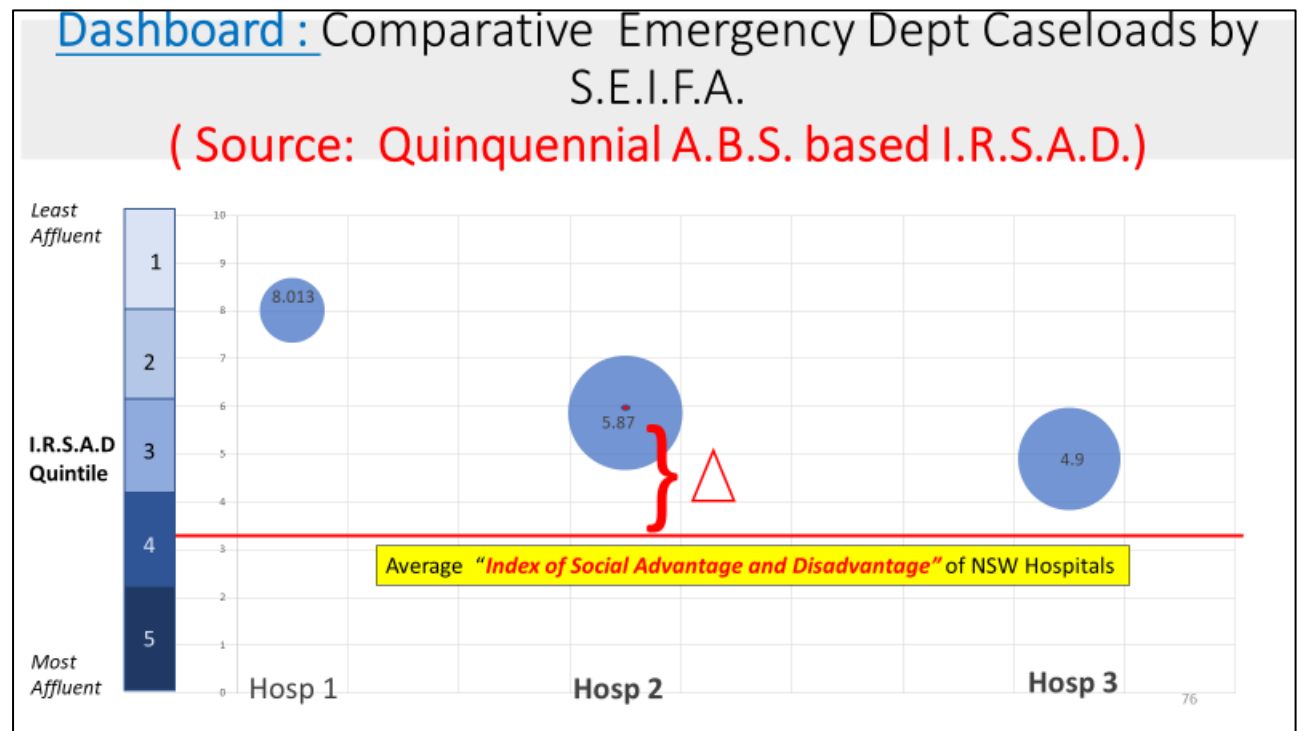 Dashboard : Comparative Emergency Dept Caseloads by
S.E.I.F.A.
( Source: Quinquennial A.B.S. based I.R.S.A.D.)
Least
Affluent
1
2
I.R.S.A.D
Quintile
3
4
5
Most
Affluent
10
9
8
7
6
5
4
3
2
1
0
8.013
5.87
}
4.9
Average "Index of Social Advantage and Disadvantage" of NSW Hospitals
Hosp 1
Hosp 2
Hosp 3
76